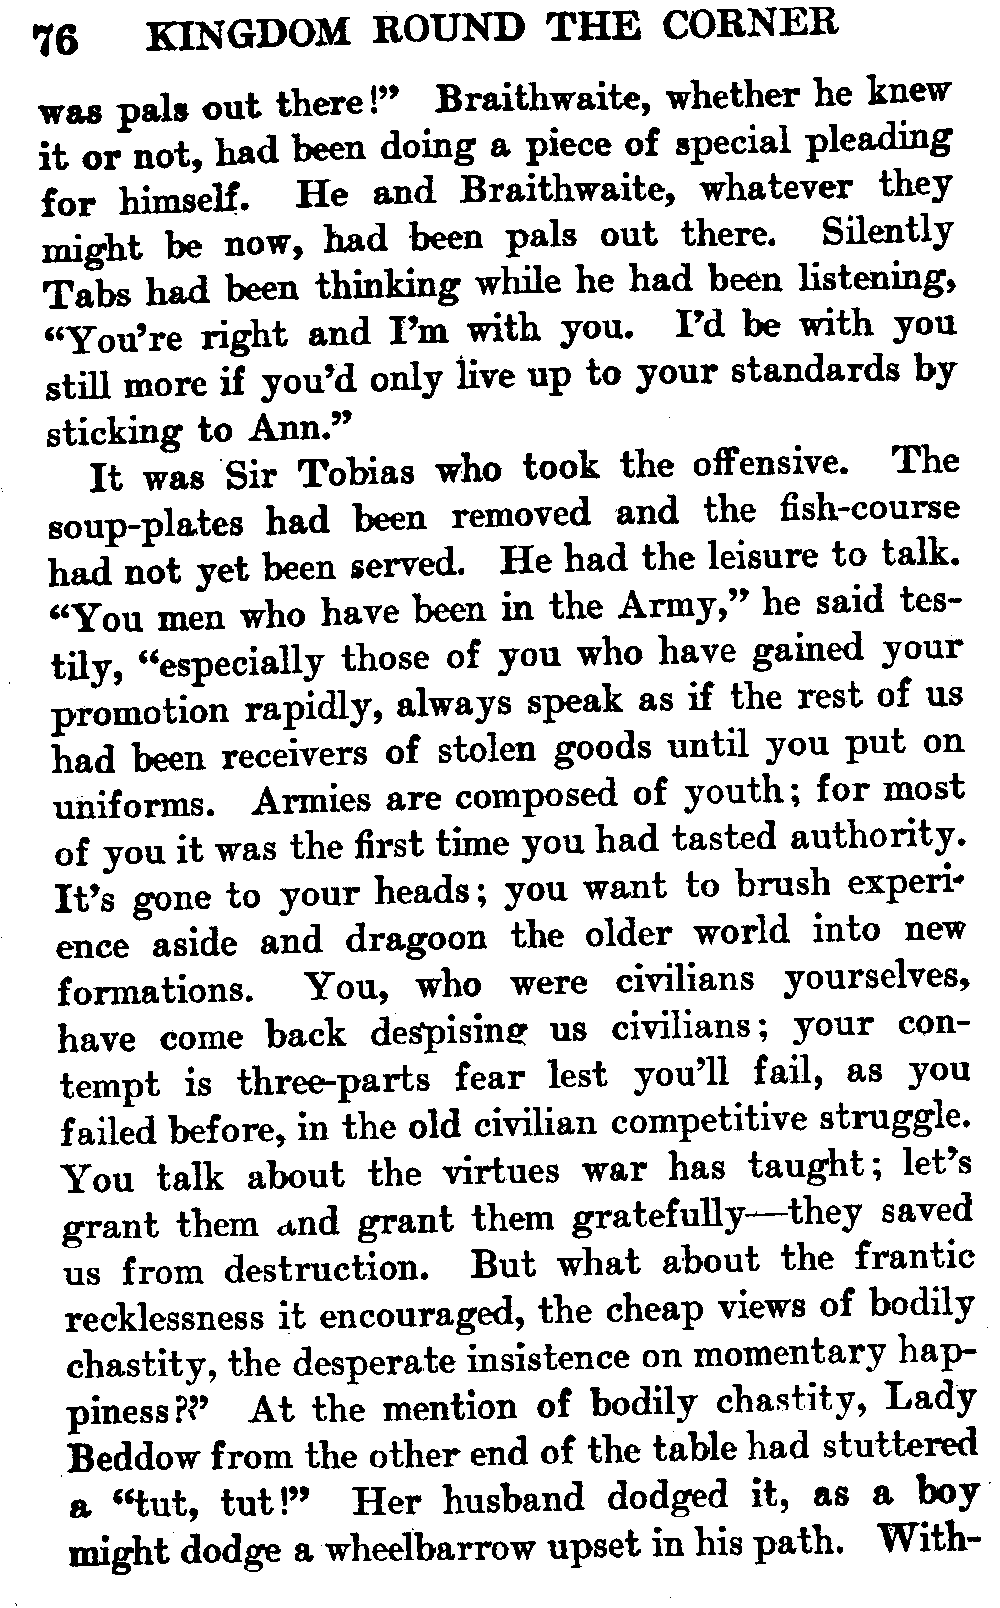 76 KINGDOM ROUND THE CORNER
was pals out there!” Braithwaite, whether he knew
it or not, had been doing a piece of special pleading
for himself. He and Braithwaite, whatever they
might be now, had been pals out there. Silently
Tabs had been thinking while he had been listening,
“You’re right and I’m with you. I’d be with you
still more if you’d only live up to your standards by
sticking to Ann.”
It was Sir Tobias who took the offensive. The
soup-plates had been removed and the fish-course
had not yet been served. He had the leisure to talk.
“You men who have been in the Army,” he said tes-
tily, “especially those of you who have gained your
promotion rapidly, always speak as if the rest of us
had been receivers of stolen goods until you put on
uniforms. Armies are composed of youth; for most
of you it was the first time you had tasted authority.
It’s gone to your heads; you want to brush experi-
ence aside and dragoon the older world into new
formations. You, who were civilians yourselves,
have come back despising us civilians; your con-
tempt is three-parts fear lest you’ll fail, as you
failed before, in the old civilian competitive struggle.
You talk about the virtues war has taught; let’s
grant them and grant them gratefully—they saved
us from destruction. But what about the frantic
recklessness it encouraged, the cheap views of bodily
chastity, the desperate insistence on momentary hap-
piness??” At the mention of bodily chastity, Lady
Beddow from the other end of the table had stuttered
a “tut, tut!” Her husband dodged it, as a boy
might dodge a wheelbarrow upset in his path. With-